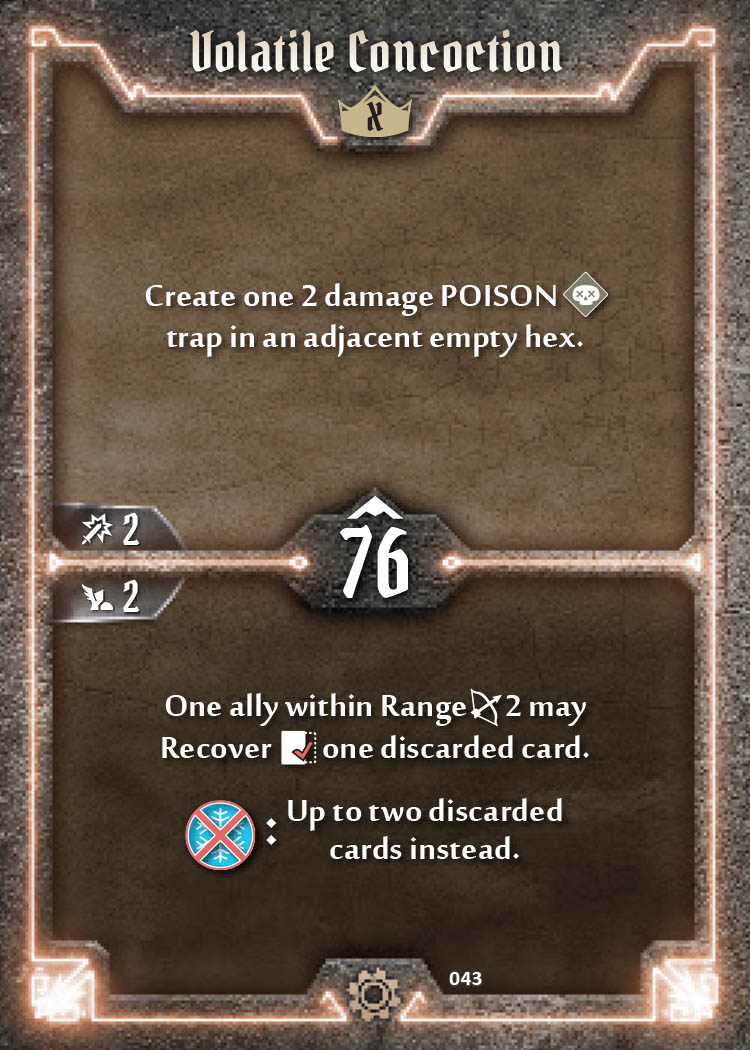 Volatile Concoction
X
Create one 2 damage POISON
trap in an adjacent empty hex.
2
76
2
One ally within Range 2 may
Recover one discarded card.
: Up to two discarded
cards instead.
043